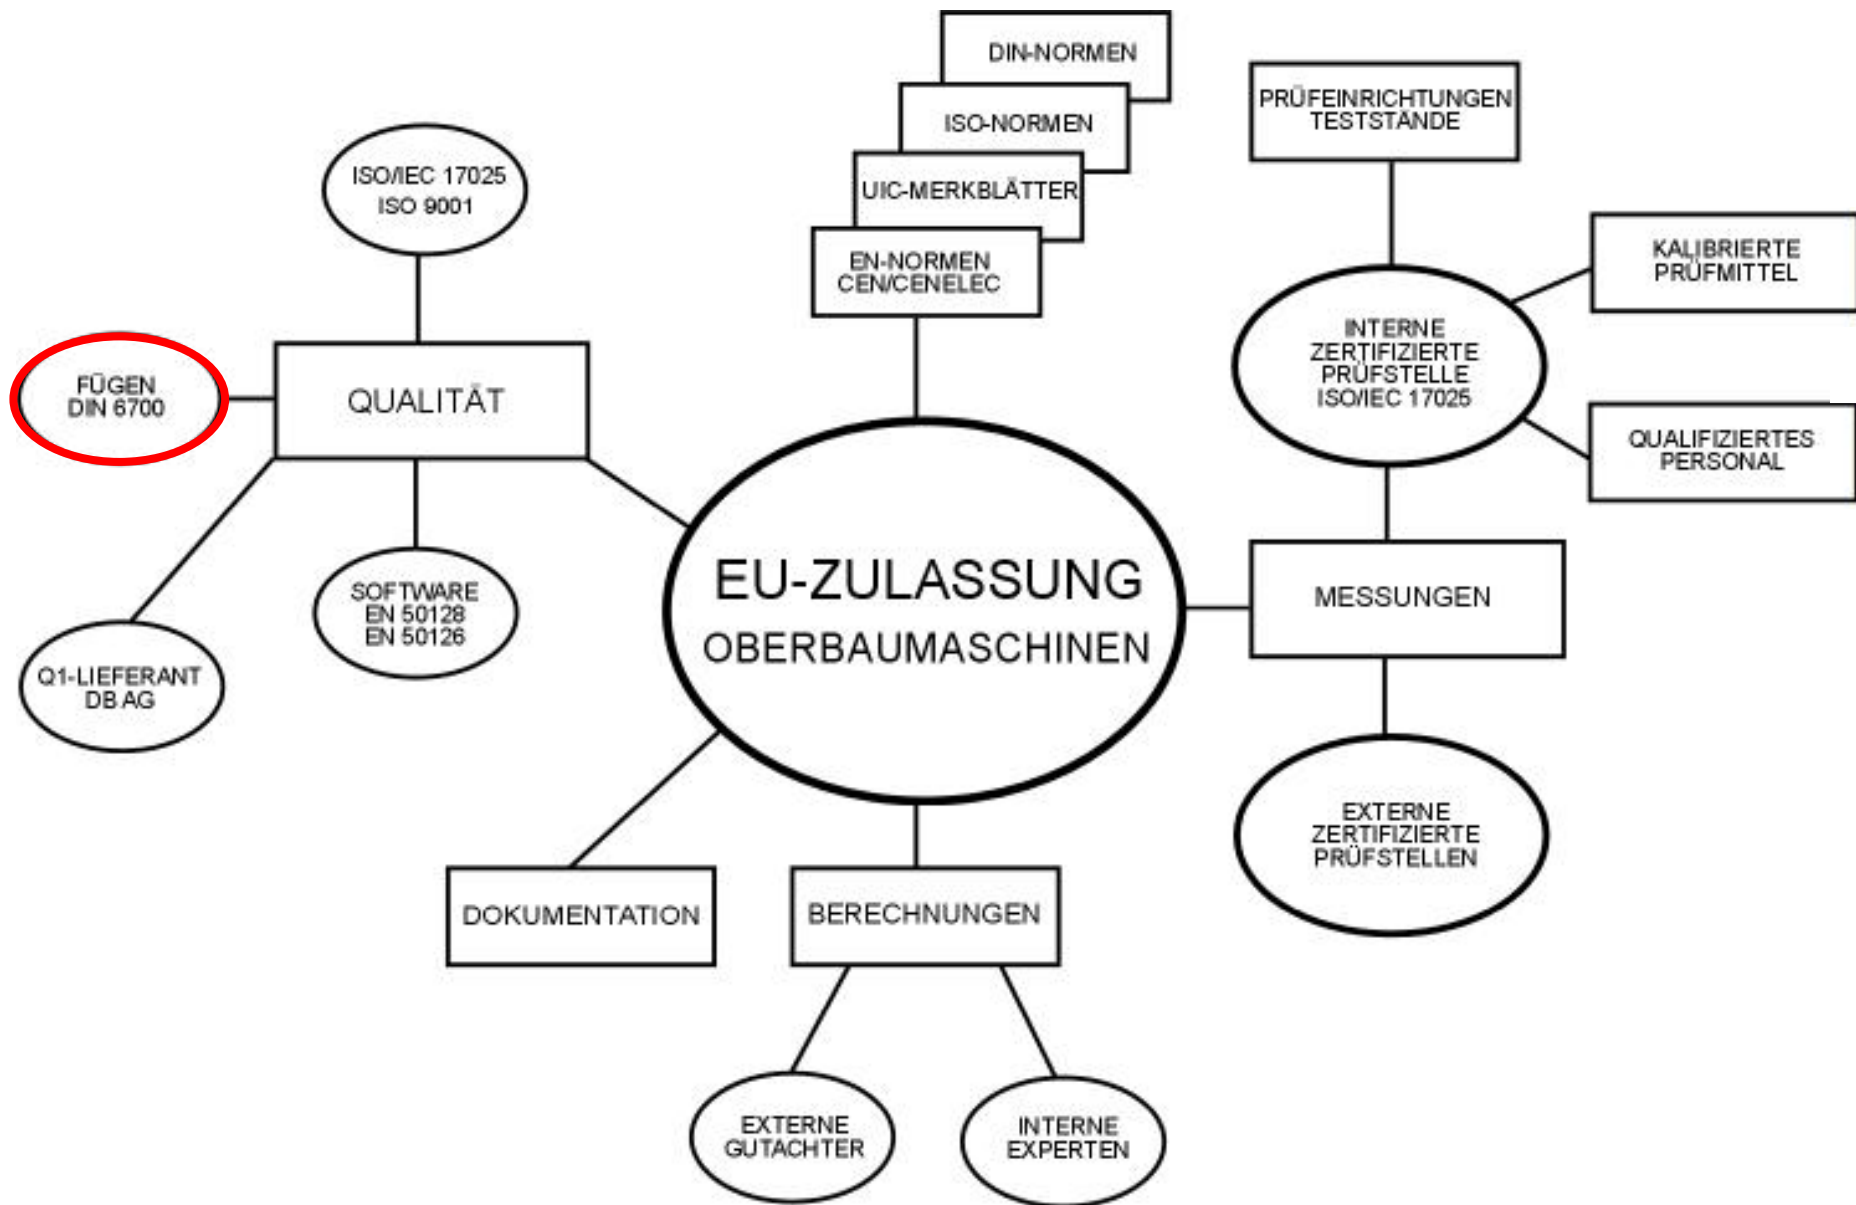 DIN-NORMEN
ISO-NORMEN
UIC-MERKBLÄTTER
EN-NORMEN
CEN/CENELEC
PRÜFEINRICHTUNGEN
TESTSTÄNDE
ISO/IEC 17025
ISO 9001
KALIBRIERTE
PRÜFMITTEL
INTERNE
ZERTIFIZIERTE
PRÜFSTELLE
ISO/IEC 17025
FÜGEN
DIN 6700
QUALITÄT
QUALIFIZIERTES
PERSONAL
EU-ZULASSUNG
OBERBAUMASCHINEN
MESSUNGEN
SOFTWARE
EN 50128
EN 50126
Q1-LIEFERANT
DB AG
EXTERNE
ZERTIFIZIERTE
PRÜFSTELLEN
DOKUMENTATION
BERECHNUNGEN
EXTERNE
GUTACHTER
INTERNE
EXPERTEN